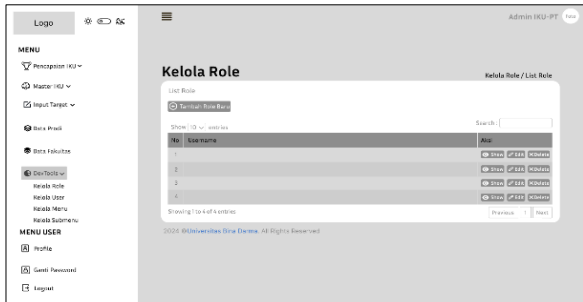 Logo
Admin IKU-PT
MENU
Pencapaian IKU
Master IKU
Input Target
Data Prodi
Data Fakultas
DevTools
Kelola Role
Kelola User
Kelola Menu
Kelola Submenu
MENU USER
Profile
Ganti Password
Logout
Kelola Role
Kelola Role / List Role
List Role
Tambah Role Baru
Show 10 entries
Search :
No Username Aksi
1 Show Edit Delete
2 Show Edit Delete
3 Show Edit Delete
4 Show Edit Delete
Showing 1 to 4 of 4 entries
Previous 1 Next
2024 ©Universitas Bina Darma. All Rights Reserved